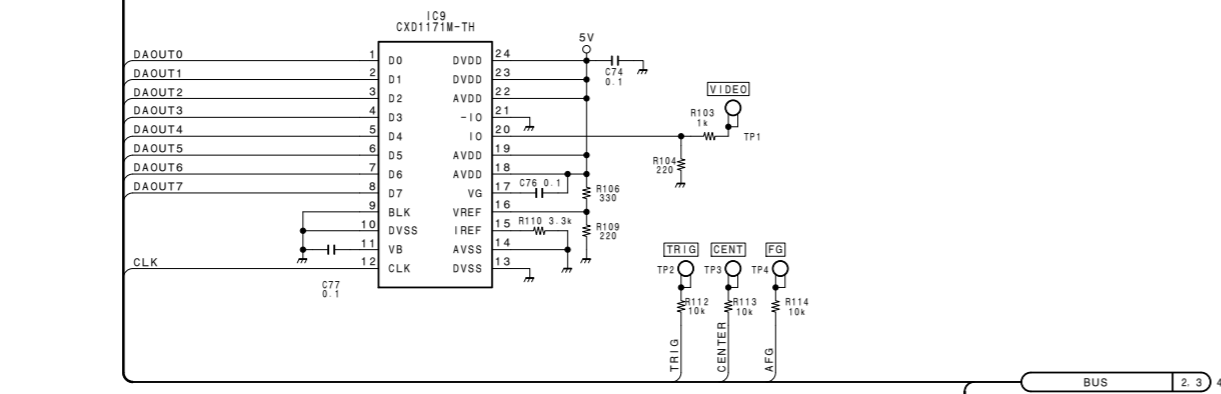 IC9
CXD1171M-TH
5V
DAOUT0 1 D0 DVDD 24
C74
0.1
DAOUT1 2 D1 DVDD 23
DAOUT2 3 D2 AVDD 22
VIDEO
DAOUT3 4 D3 -IO 21
R103
1k
TP1
DAOUT4 5 D4 IO 20
DAOUT5 6 D5 AVDD 19
R104
220
DAOUT6 7 D6 AVDD 18
DAOUT7 8 D7 VG 17
C76 0.1
R106
330
9 BLK VREF 16
10 DVSS IREF 15
R110 3.3k
R109
220
11 VB AVSS 14
CLK 12 CLK DVSS 13
C77
0.1
TRIG CENT FG
TP2 TP3 TP4
R112 R113 R114
10k 10k 10k
TRIG CENTER AFG
BUS 2. 3 4